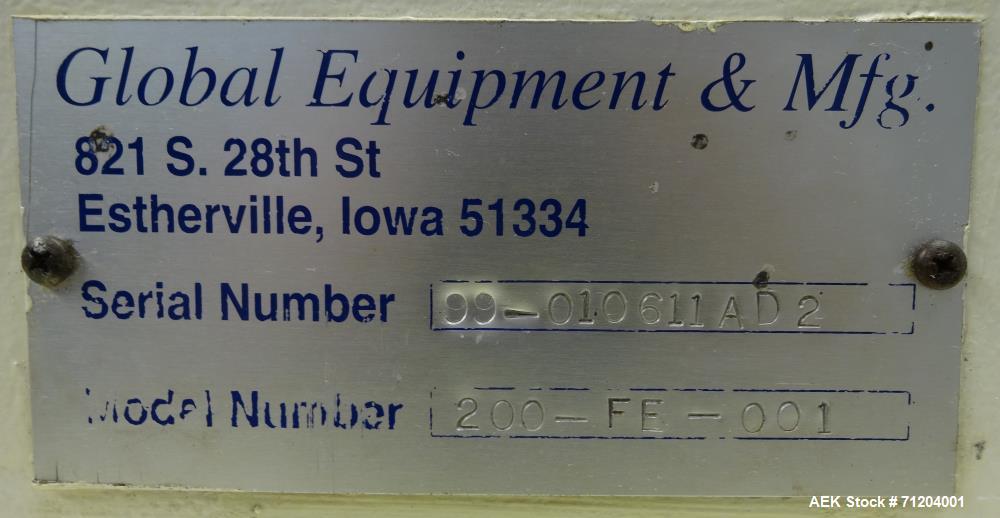 Global Equipment & Mfg.
821 S. 28th St
Estherville, Iowa 51334
Serial Number 99-010611AD2
Model Number 200-FE-001
AEK Stock # 71204001